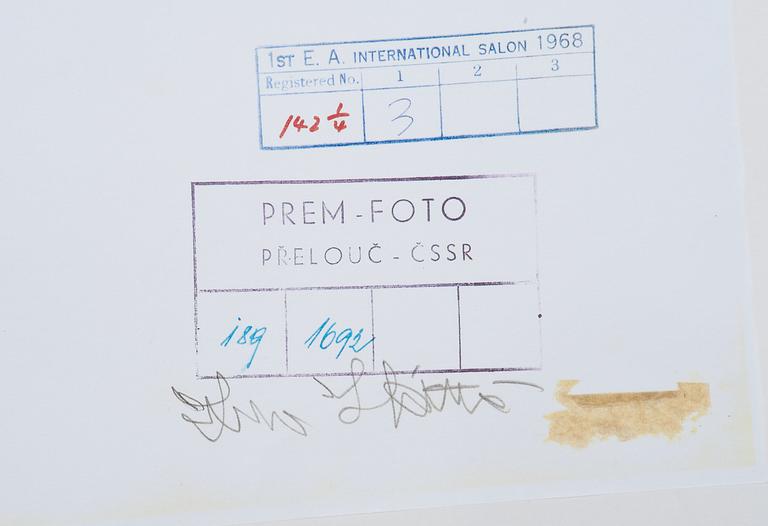 1ST E. A. INTERNATIONAL SALON 1968
Registered No. 1 2 3
142 1/4 3
PREM-FOTO
PŘELOUČ - ČSSR
189 1692